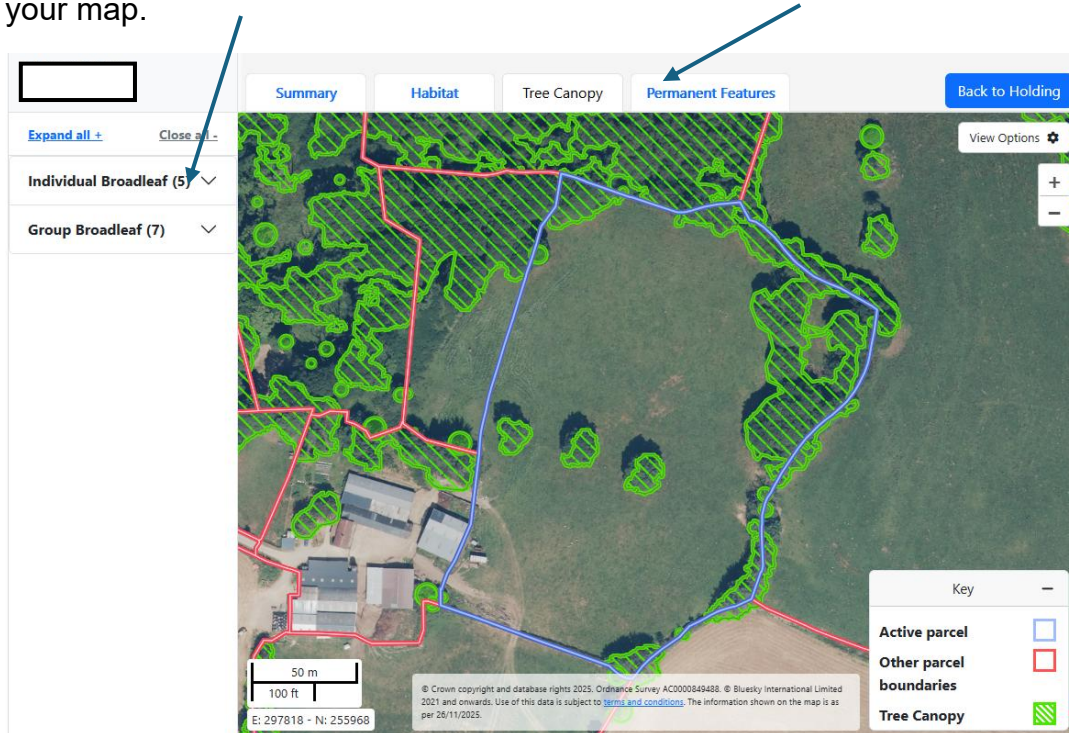 your map.
Summary Habitat Tree Canopy Permanent Features Back to Holding
Expand all + Close all -
View Options
Individual Broadleaf (5)
Group Broadleaf (7)
+
−
Key −
Active parcel
Other parcel
boundaries
Tree Canopy
50 m
100 ft
E: 297818 - N: 255968
© Crown copyright and database rights 2025. Ordnance Survey AC0000849488. © Bluesky International Limited
2021 and onwards. Use of this data is subject to terms and conditions. The information shown on the map is as
per 26/11/2025.